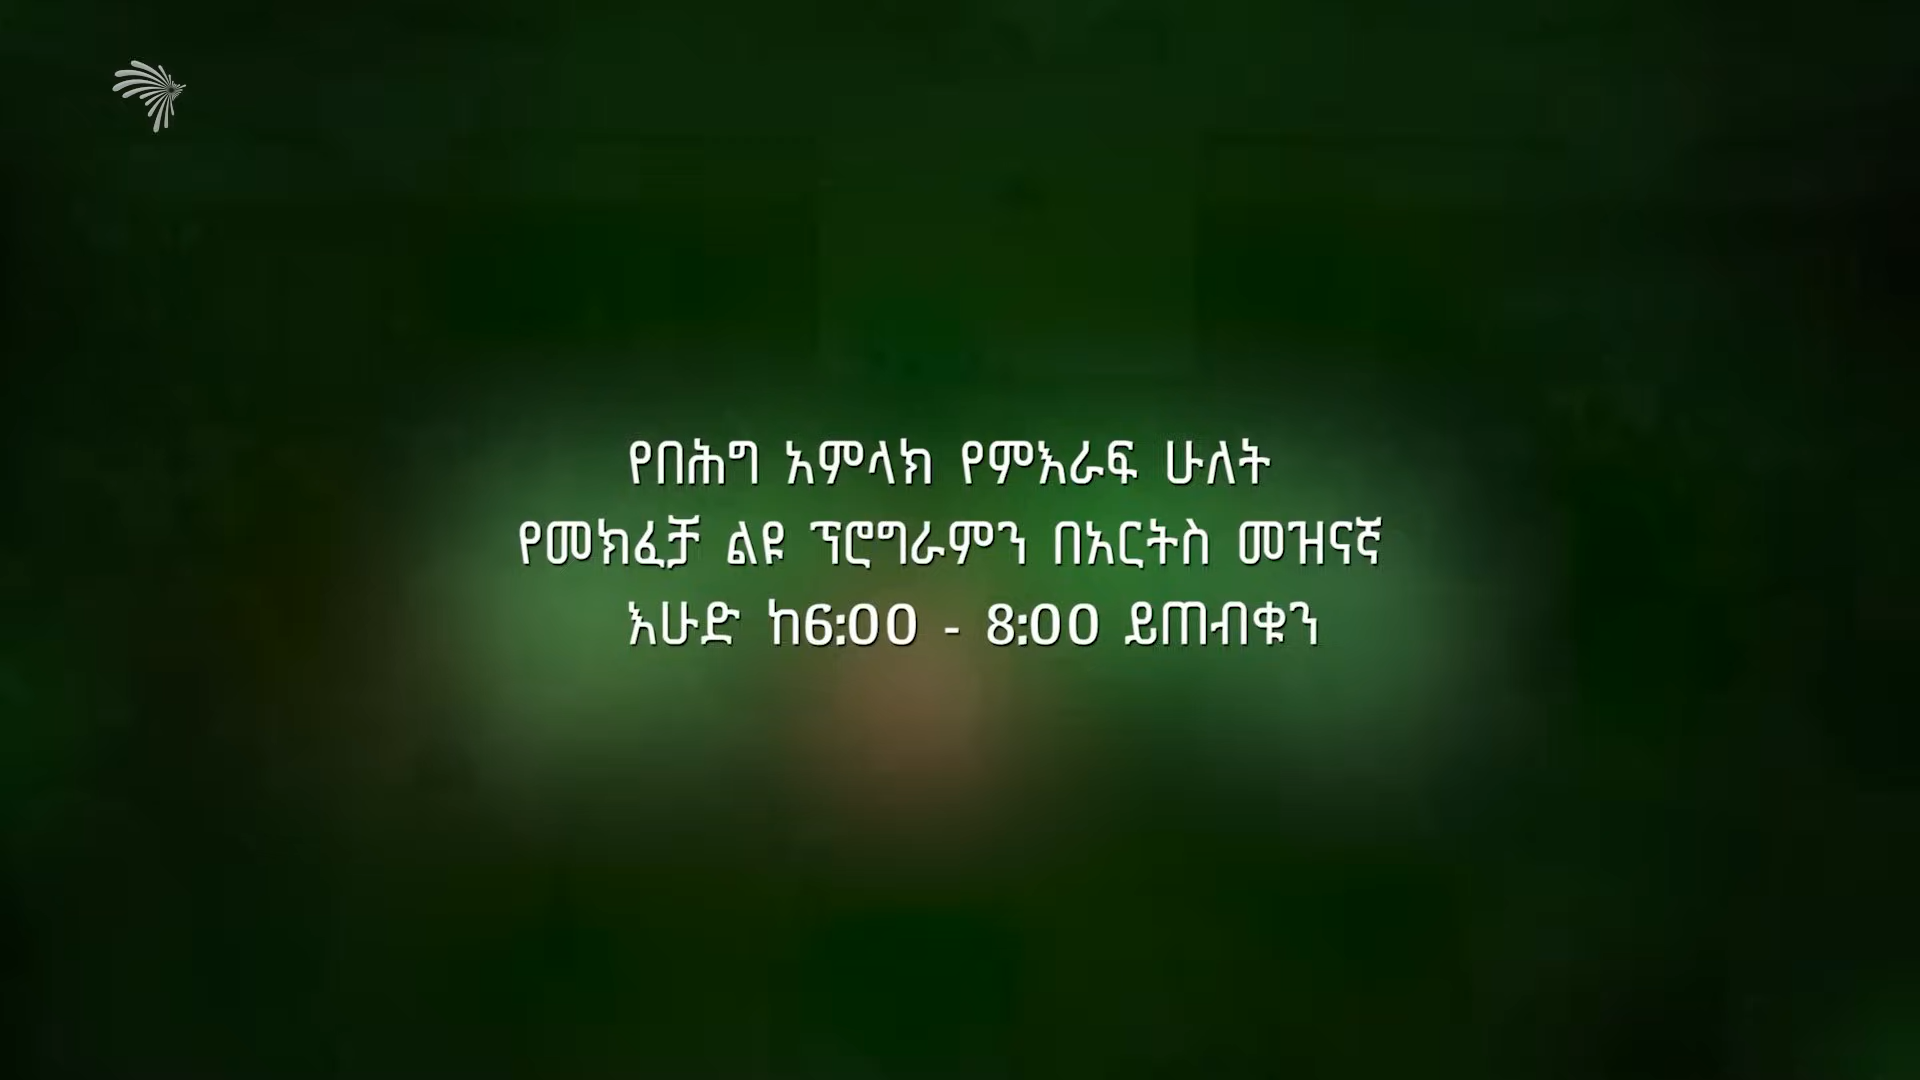 የበሕግ አምላክ የምእራፍ ሁለት
የመክፈቻ ልዩ ፕሮግራምን በአርትስ መዝናኛ
እሁድ ከ6:00 - 8:00 ይጠብቁን